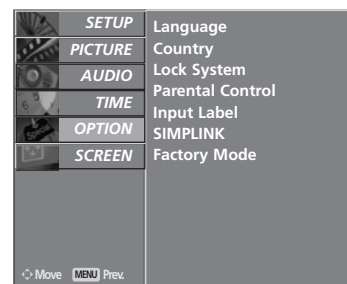 SETUP
PICTURE
AUDIO
TIME
OPTION
SCREEN
Language
Country
Lock System
Parental Control
Input Label
SIMPLINK
Factory Mode
Move MENU Prev.